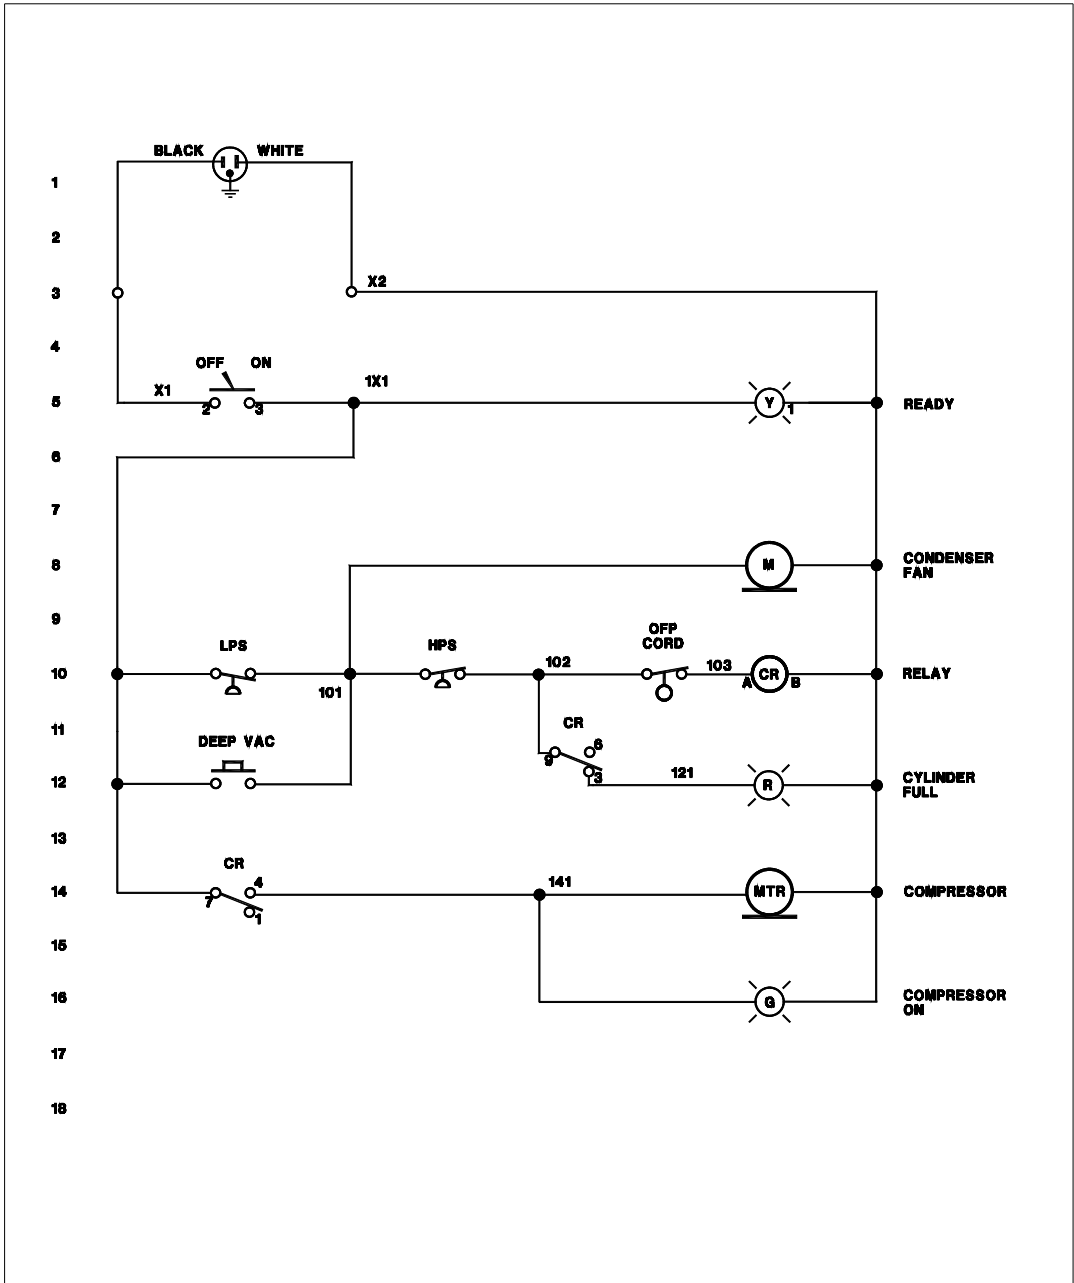 BLACK WHITE
1
2
X2
3
4
OFF ON
X1
1X1
5
2 3
Y 1
READY
6
7
8
M
CONDENSER
FAN
9
LPS
HPS
OFP
CORD
10
101
102
103
A CR B
RELAY
11
DEEP VAC
CR
9 6
3
12
121
R
CYLINDER
FULL
13
CR
14
7 4
1
141
MTR
COMPRESSOR
15
16
G
COMPRESSOR
ON
17
18